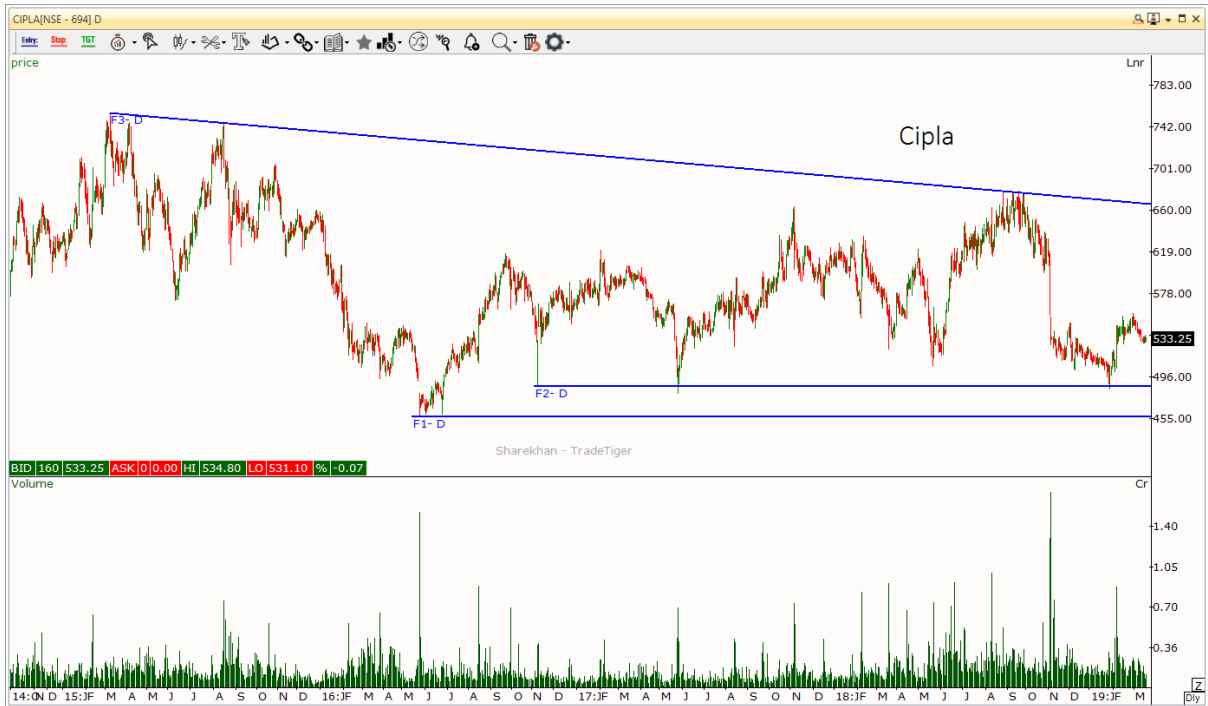 CIPLA[NSE - 694] D
Entry: Stop: TGT
price Lnr
783.00
F3- D
742.00
Cipla
701.00
660.00
619.00
578.00
533.25
496.00
F2- D
455.00
F1- D
Sharekhan - TradeTiger
BID 160 533.25 ASK 0 0.00 HI 534.80 LO 531.10 % -0.07
Volume Cr
1.40
1.05
0.70
0.36
14:O N D 15:JF M A M J J S O N D 16:JF M A M J J A S O N D 17:JF M A M J J A S O N D 18:JF M A M J J A S O N D 19:JF M
Z
Dly